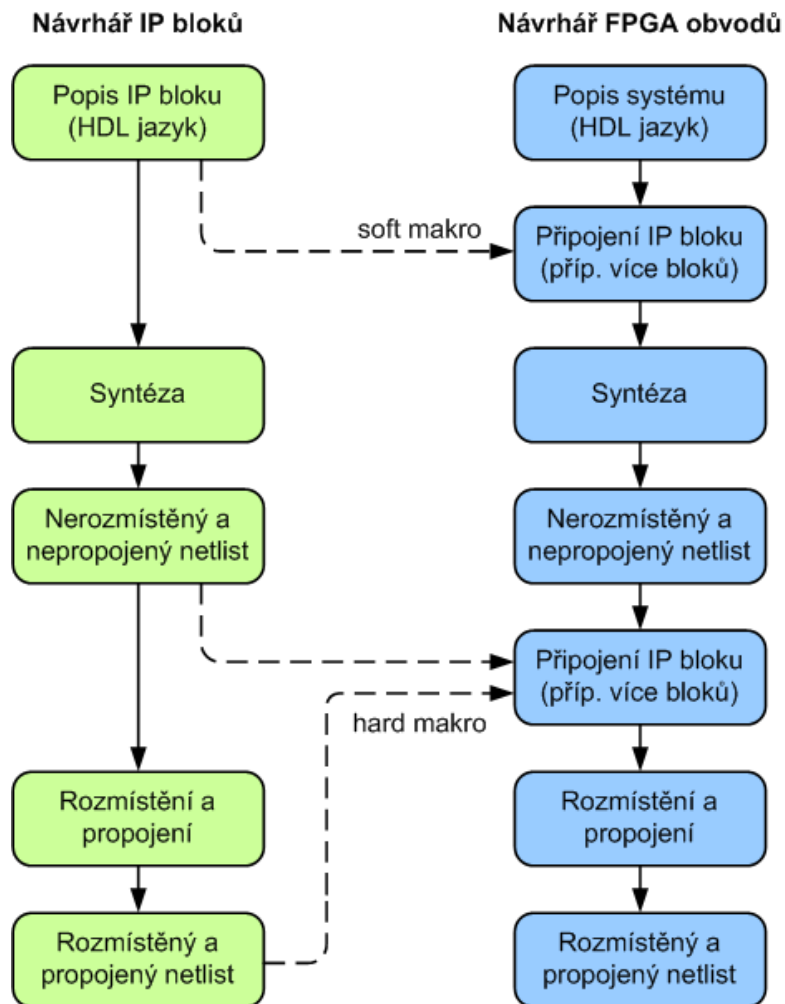 Návrhář IP bloků
Návrhář FPGA obvodů
Popis IP bloku
(HDL jazyk)
Popis systému
(HDL jazyk)
soft makro
Připojení IP bloku
(příp. více bloků)
Syntéza
Syntéza
Nerozmístěný a
nepropojený netlist
Nerozmístěný a
nepropojený netlist
Připojení IP bloku
(příp. více bloků)
hard makro
Rozmístění a
propojení
Rozmístění a
propojení
Rozmístěný a
propojený netlist
Rozmístěný a
propojený netlist